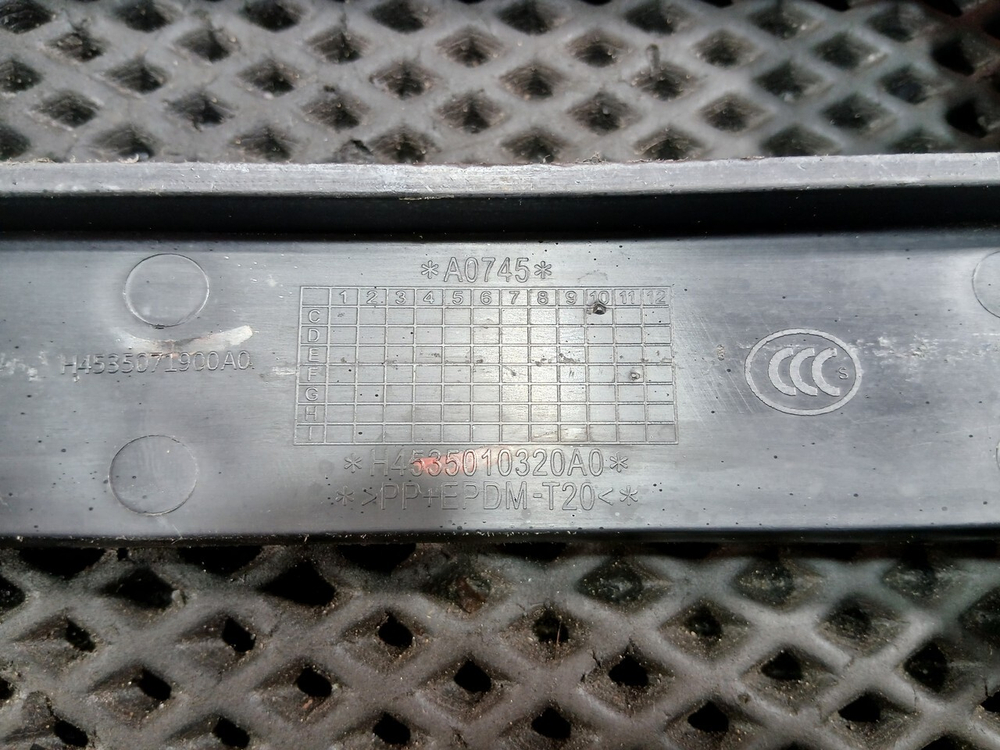 *A0745*
1 2 3 4 5 6 7 8 9 10 11 12
C
D
E
F
G
H
I
H4535071900A0
CCC S
*H4535010320A0*
*>PP+EPDM-T20<*